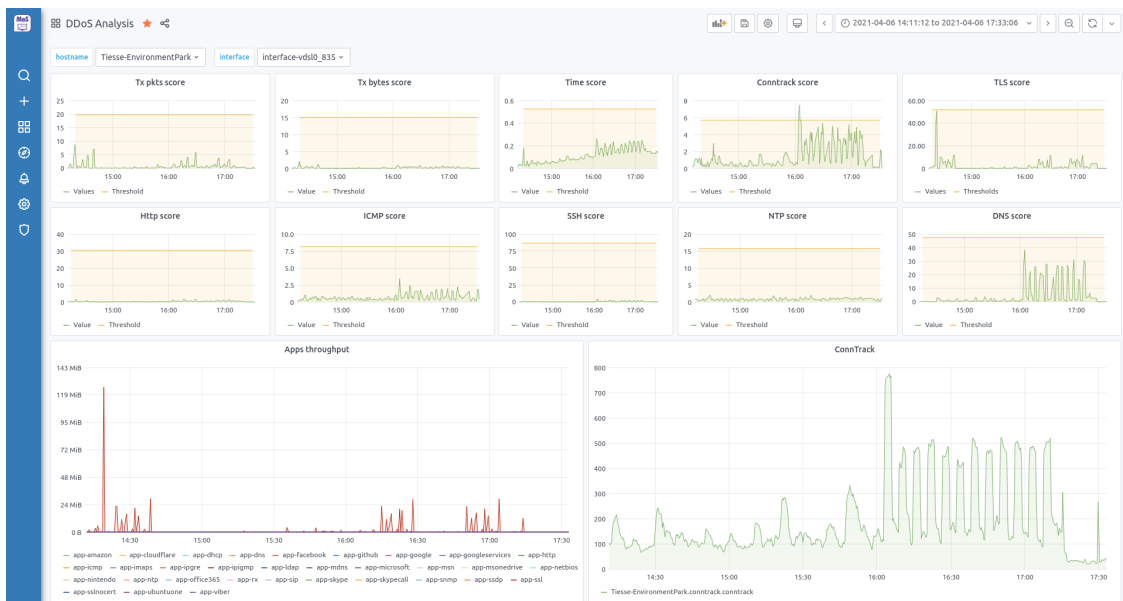 MoS
DDoS Analysis
2021-04-06 14:11:12 to 2021-04-06 17:33:06
hostname Tiesse-EnvironmentPark interface interface-vdsl0_835
Tx pkts score
25
20
15
10
5
0
15:00 16:00 17:00
Values Threshold
Tx bytes score
20
15
10
5
0
15:00 16:00 17:00
Value Threshold
Time score
0.6
0.4
0.2
0
15:00 16:00 17:00
Value Threshold
Conntrack score
8
6
4
2
0
15:00 16:00 17:00
Values Threshold
TLS score
60.00
40.00
20.00
0
15:00 16:00 17:00
Values Thresholds
Http score
40
30
20
10
0
15:00 16:00 17:00
Value Threshold
ICMP score
10.0
7.5
5.0
2.5
0
15:00 16:00 17:00
Value Threshold
SSH score
100
75
50
25
0
15:00 16:00 17:00
Value Threshold
NTP score
20
15
10
5
0
15:00 16:00 17:00
Value Threshold
DNS score
50
40
30
20
10
0
15:00 16:00 17:00
Value Threshold
Apps throughput
143 MiB
119 MiB
95 MiB
72 MiB
48 MiB
24 MiB
0 B
14:30 15:00 15:30 16:00 16:30 17:00 17:30
app-amazon app-cloudflare app-dhcp app-dns app-facebook app-github app-google app-googleservices app-http
app-icmp app-imaps app-ipgre app-ipigmp app-ldap app-mdns app-microsoft app-msn app-msonedrive app-netbios
app-nintendo app-ntp app-office365 app-rx app-sip app-skype app-skypecall app-snmp app-ssdp app-ssl
app-sslnocert app-ubuntuone app-viber
ConnTrack
800
700
600
500
400
300
200
100
0
14:30 15:00 15:30 16:00 16:30 17:00 17:30
Tiesse-EnvironmentPark.conntrack.conntrack